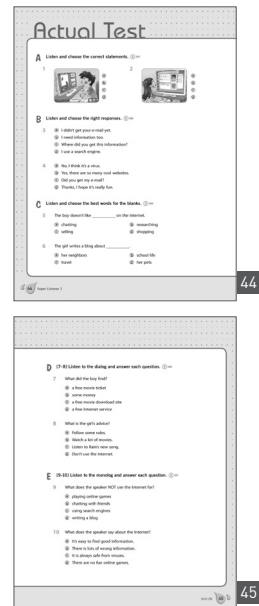 Actual Test
A Listen and choose the correct statements.
1 2
ⓐ ⓐ
ⓑ ⓑ
ⓒ ⓒ
ⓓ ⓓ
B Listen and choose the right responses.
3 ⓐ I didn't get your e-mail yet.
ⓑ I need information too.
ⓒ Where did you get this information?
ⓓ I use a search engine.
4 ⓐ No, I think it's a virus.
ⓑ Yes, there are so many cool websites.
ⓒ Did you get my e-mail?
ⓓ Thanks, I hope it's really fun.
C Listen and choose the best words for the blanks.
5 The boy doesn't like __________ on the Internet.
ⓐ chatting ⓑ researching
ⓒ selling ⓓ shopping
6 The girl writes a blog about __________.
ⓐ her neighbors ⓑ school life
ⓒ travel ⓓ her pets
44
D [7-8] Listen to the dialog and answer each question.
7 What did the boy find?
ⓐ a free movie ticket
ⓑ some money
ⓒ a free movie download site
ⓓ a free Internet service
8 What is the girl's advice?
ⓐ Follow some rules.
ⓑ Watch a lot of movies.
ⓒ Listen to Rain's new song.
ⓓ Don't use the Internet.
E [9-10] Listen to the monolog and answer each question.
9 What does the speaker NOT use the Internet for?
ⓐ playing online games
ⓑ chatting with friends
ⓒ using search engines
ⓓ writing a blog
10 What does the speaker say about the Internet?
ⓐ It's easy to find good information.
ⓑ There is lots of wrong information.
ⓒ It is always safe from viruses.
ⓓ There are no fun online games.
45